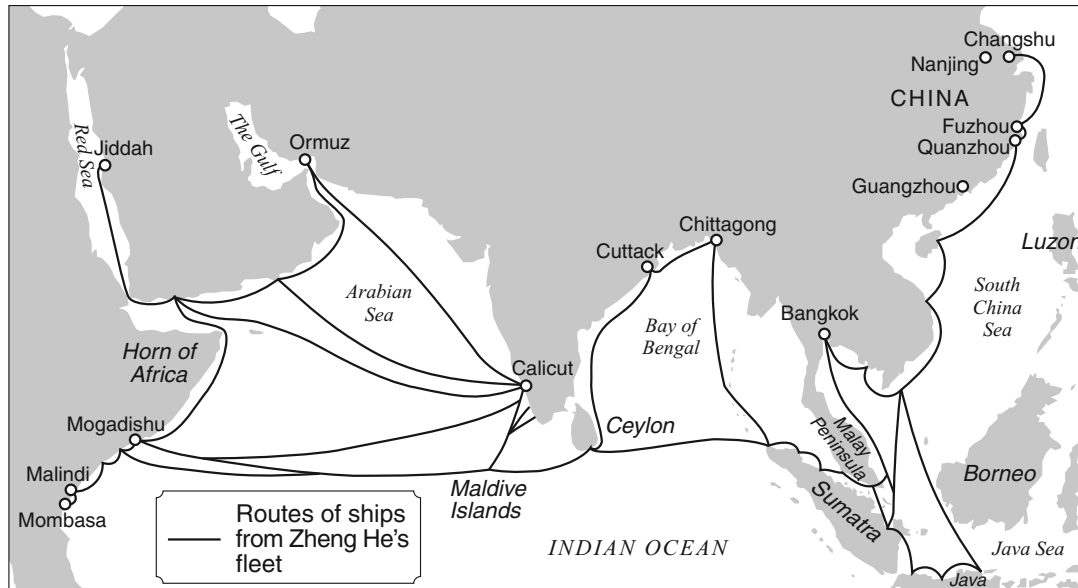 Changshu
Nanjing
CHINA
Fuzhou
Quanzhou
Guangzhou
Red Sea
Jiddah
The Gulf
Ormuz
Chittagong
Cuttack
Luzon
Arabian
Sea
South
China
Sea
Bay of
Bengal
Bangkok
Horn of
Africa
Calicut
Mogadishu
Ceylon
Malay
Peninsula
Malindi
Mombasa
Maldive
Islands
Borneo
Sumatra
Routes of ships
from Zheng He's
fleet
INDIAN OCEAN
Java Sea
Java